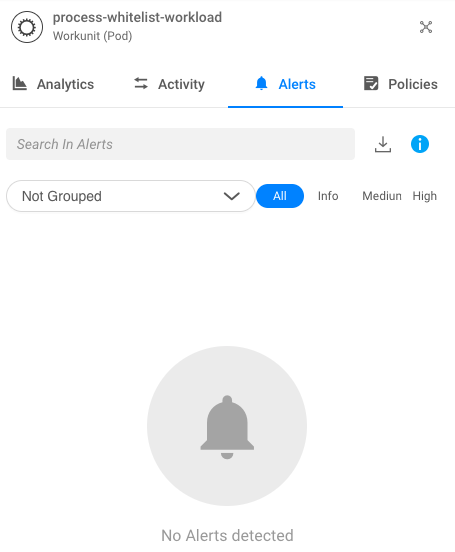 process-whitelist-workload
Workunit (Pod)
Analytics Activity Alerts Policies
Search In Alerts
Not Grouped All Info Mediun High
No Alerts detected